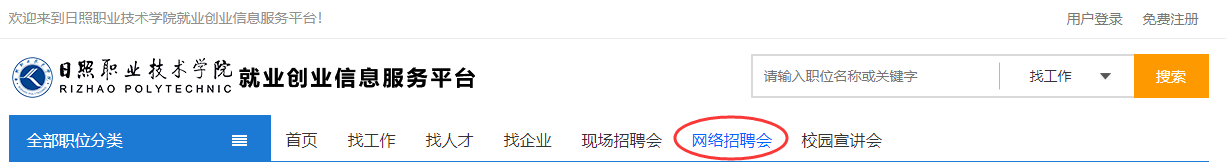 欢迎来到日照职业技术学院就业创业信息服务平台！
用户登录 免费注册
日照职业技术学院 就业创业信息服务平台
RIZHAO POLYTECHNIC
请输入职位名称或关键字 找工作 搜索
全部职位分类 首页 找工作 找人才 找企业 现场招聘会 网络招聘会 校园宣讲会